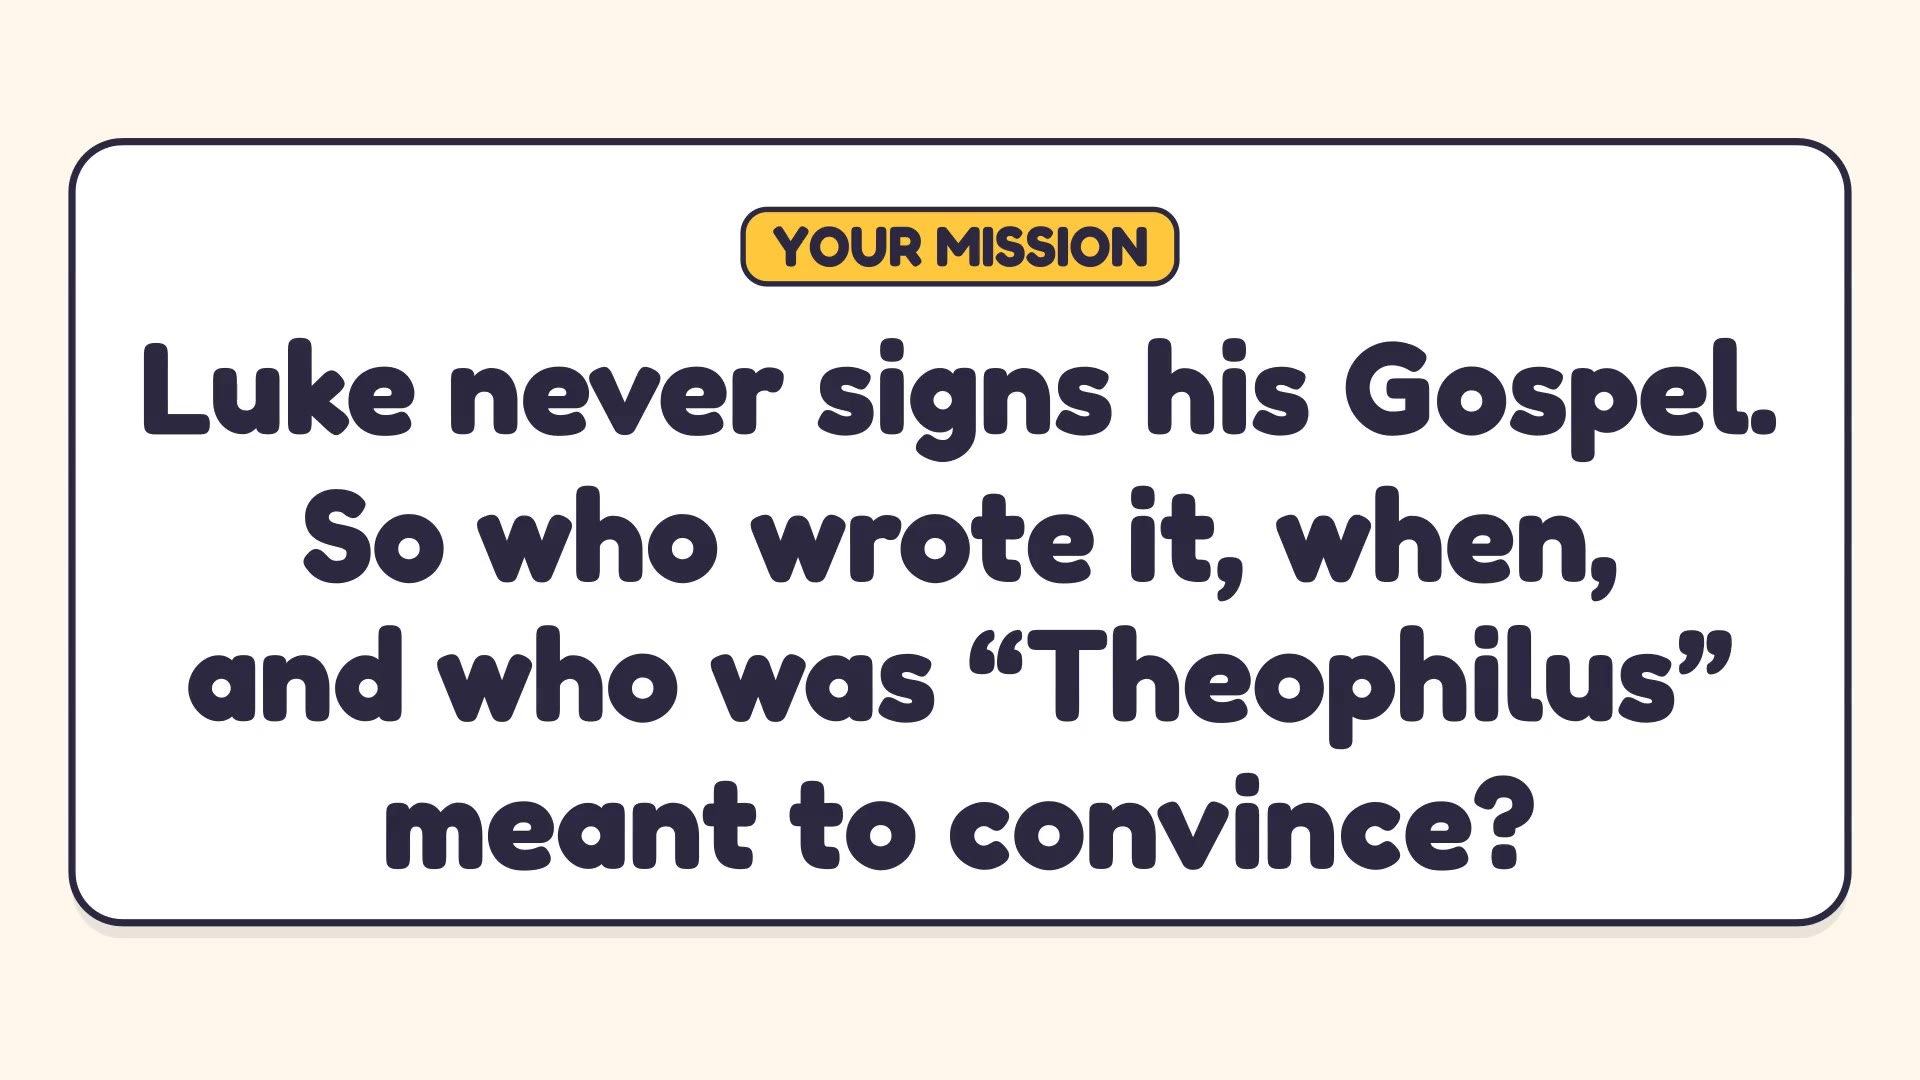 YOUR MISSION
Luke never signs his Gospel.
So who wrote it, when,
and who was “Theophilus”
meant to convince?